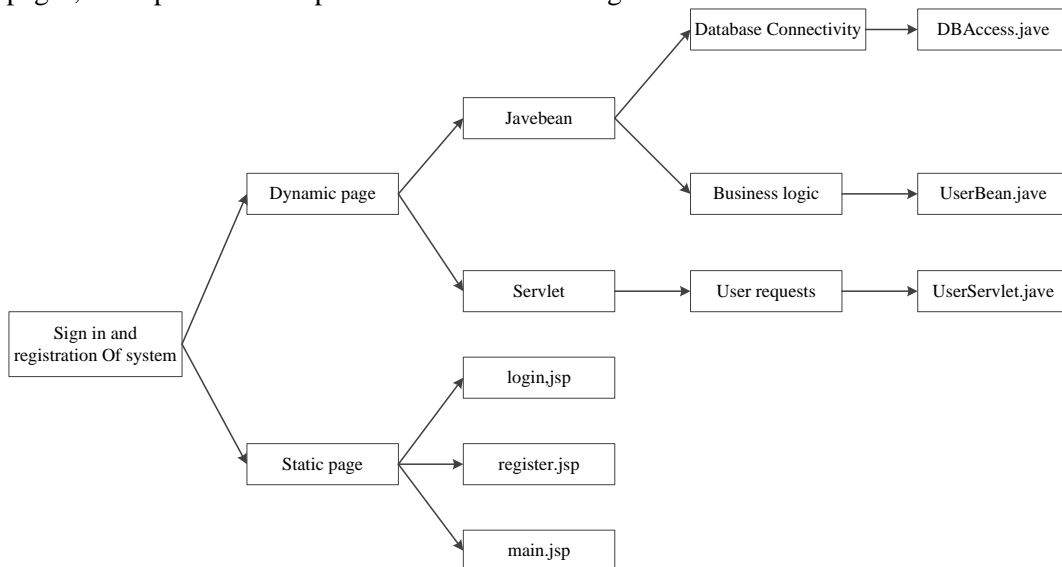 Database Connectivity
DBAccess.jave
Javebean
Dynamic page
Business logic
UserBean.jave
Servlet
User requests
UserServlet.jave
Sign in and
registration Of system
login,jsp
Static page
register.jsp
main.jsp